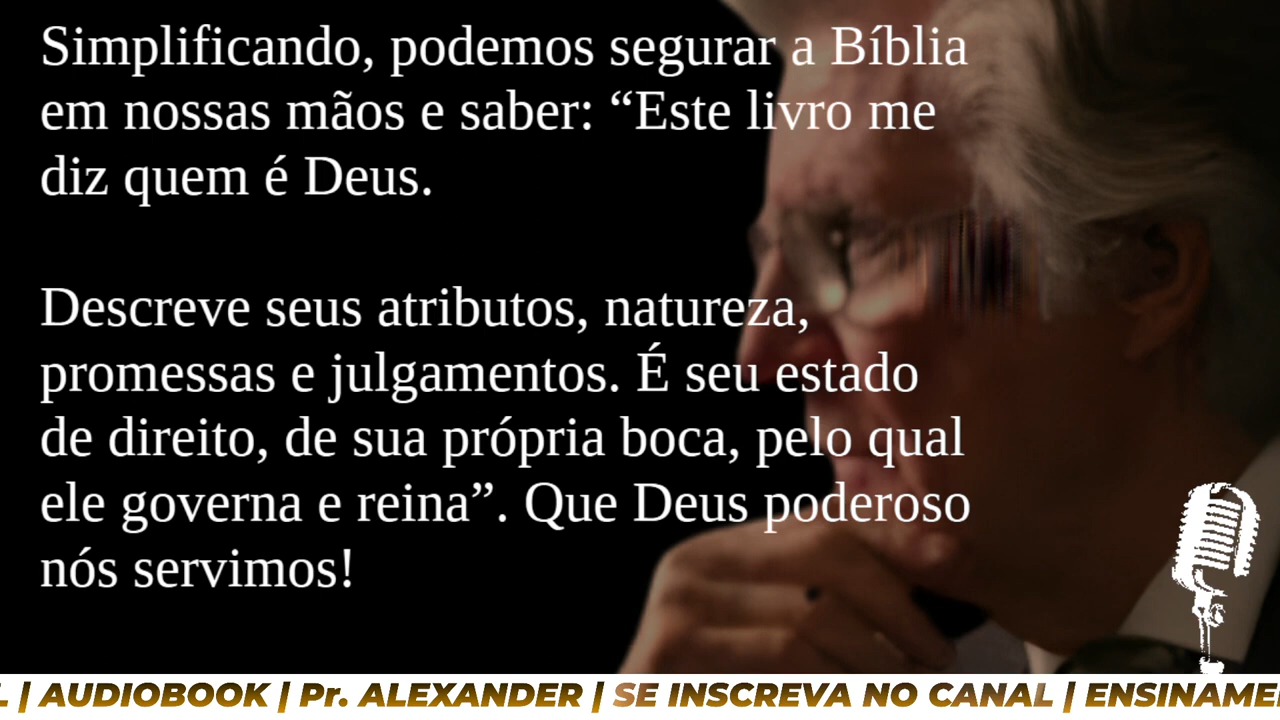 Simplificando, podemos segurar a Bíblia
em nossas mãos e saber: “Este livro me
diz quem é Deus.
Descreve seus atributos, natureza,
promessas e julgamentos. É seu estado
de direito, de sua própria boca, pelo qual
ele governa e reina”. Que Deus poderoso
nós servimos!
| AUDIOBOOK | Pr. ALEXANDER | SE INSCREVA NO CANAL |